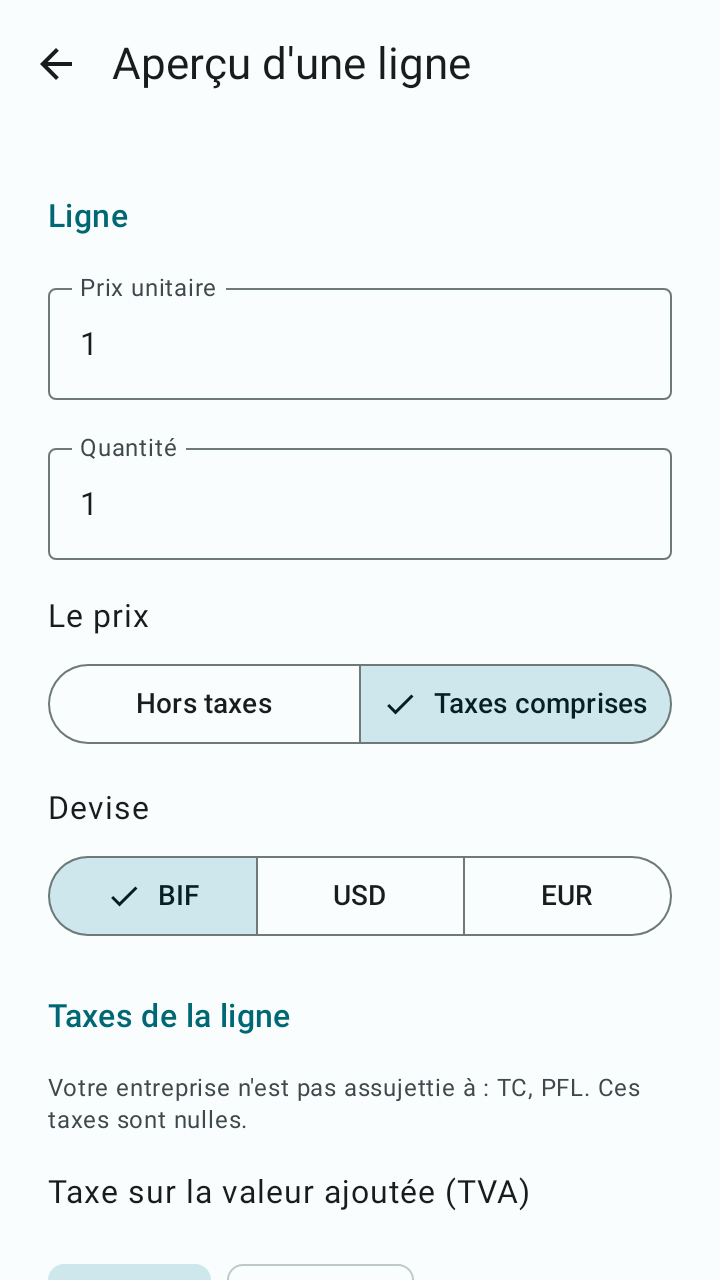 Aperçu d'une ligne
Ligne
Prix unitaire
1
Quantité
1
Le prix
Hors taxes
Taxes comprises
Devise
BIF
USD
EUR
Taxes de la ligne
Votre entreprise n'est pas assujettie à : TC, PFL. Ces
taxes sont nulles.
Taxe sur la valeur ajoutée (TVA)